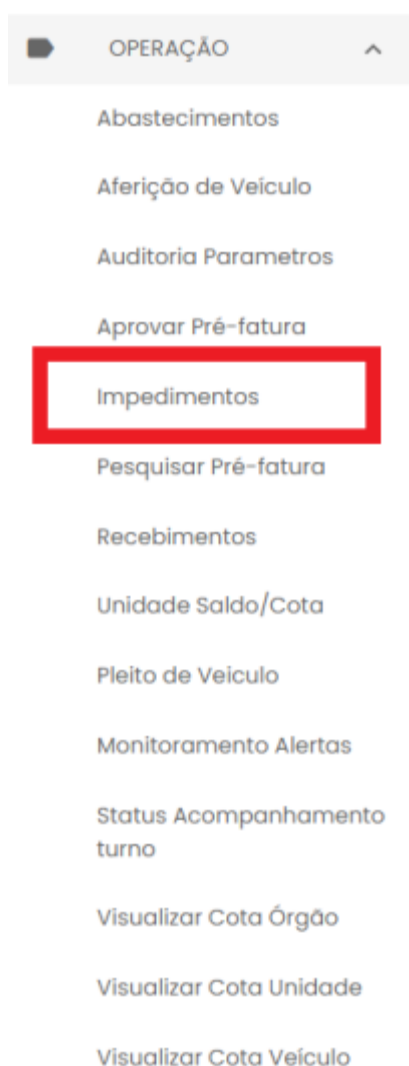 OPERAÇÃO
Abastecimentos
Aferição de Veículo
Auditoria Parametros
Aprovar Pré-fatura
Impedimentos
Pesquisar Pré-fatura
Recebimentos
Unidade Saldo/Cota
Pleito de Veiculo
Monitoramento Alertas
Status Acompanhamento
turno
Visualizar Cota Órgão
Visualizar Cota Unidade
Visualizar Cota Veículo